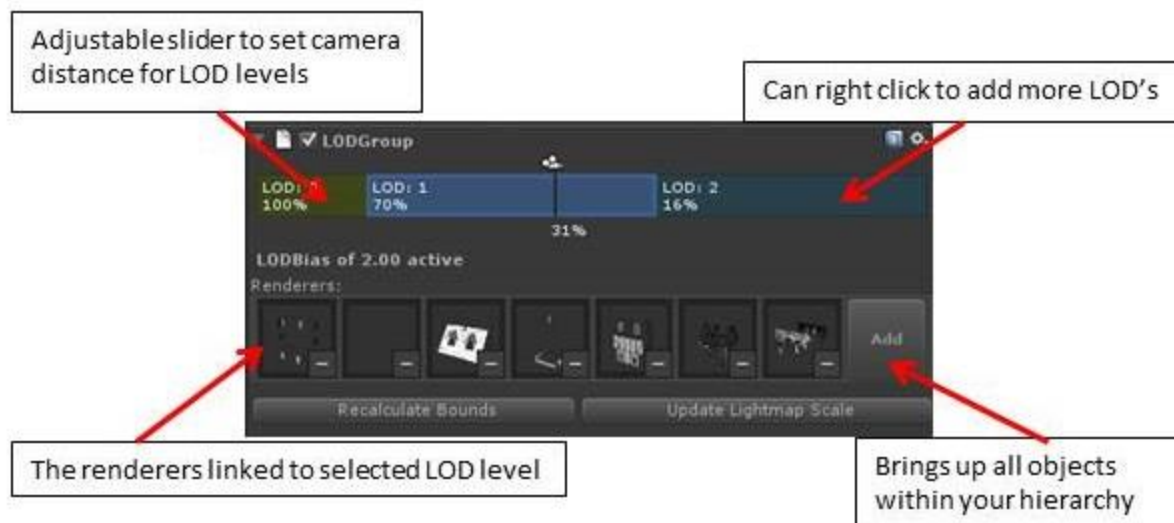 Adjustable slider to set camera
distance for LOD levels
Can right click to add more LOD's
LODGroup
LOD: 1
LOD: 2
100%
70%
16%
31%
LODBias of 2.00 active
Renderers:
Add
Recalculate Bounds
Update Lightmap Scale
The renderers linked to selected LOD level
Brings up all objects
within your hierarchy